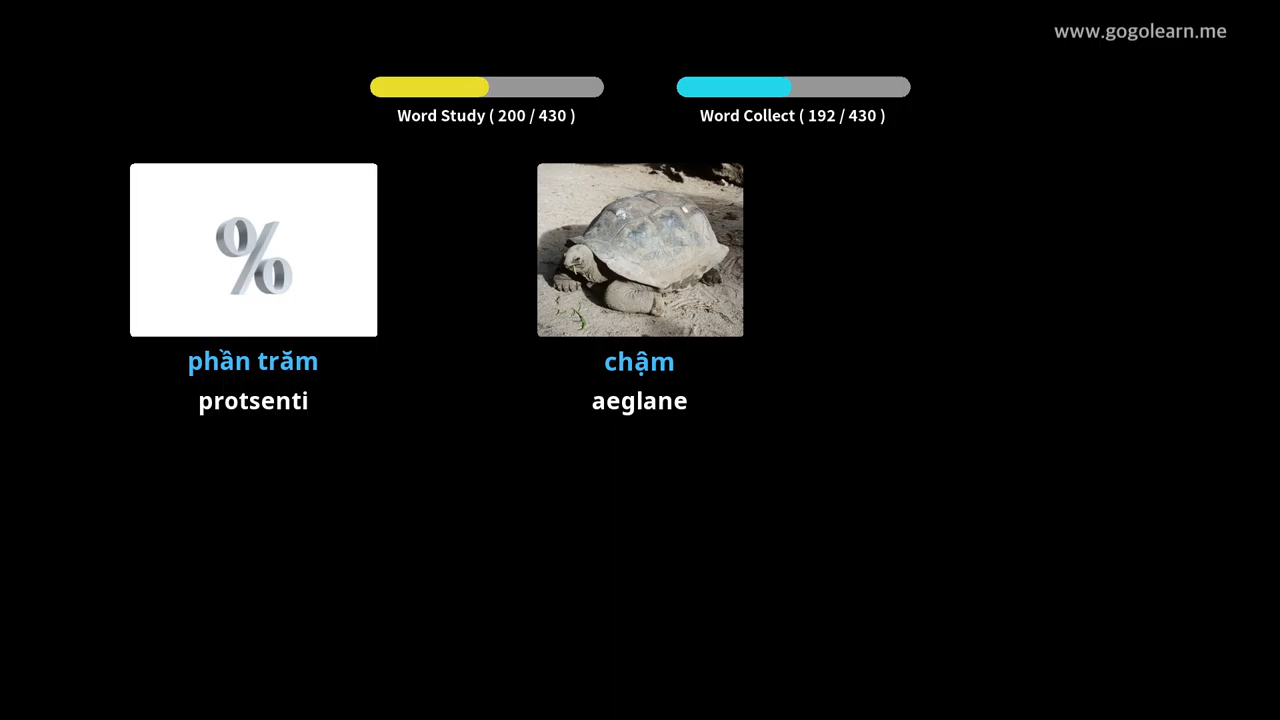 www.gogolearn.me
Word Study ( 200 / 430 )
Word Collect ( 192 / 430 )
%
phần trăm
protsenti
chậm
aeglane